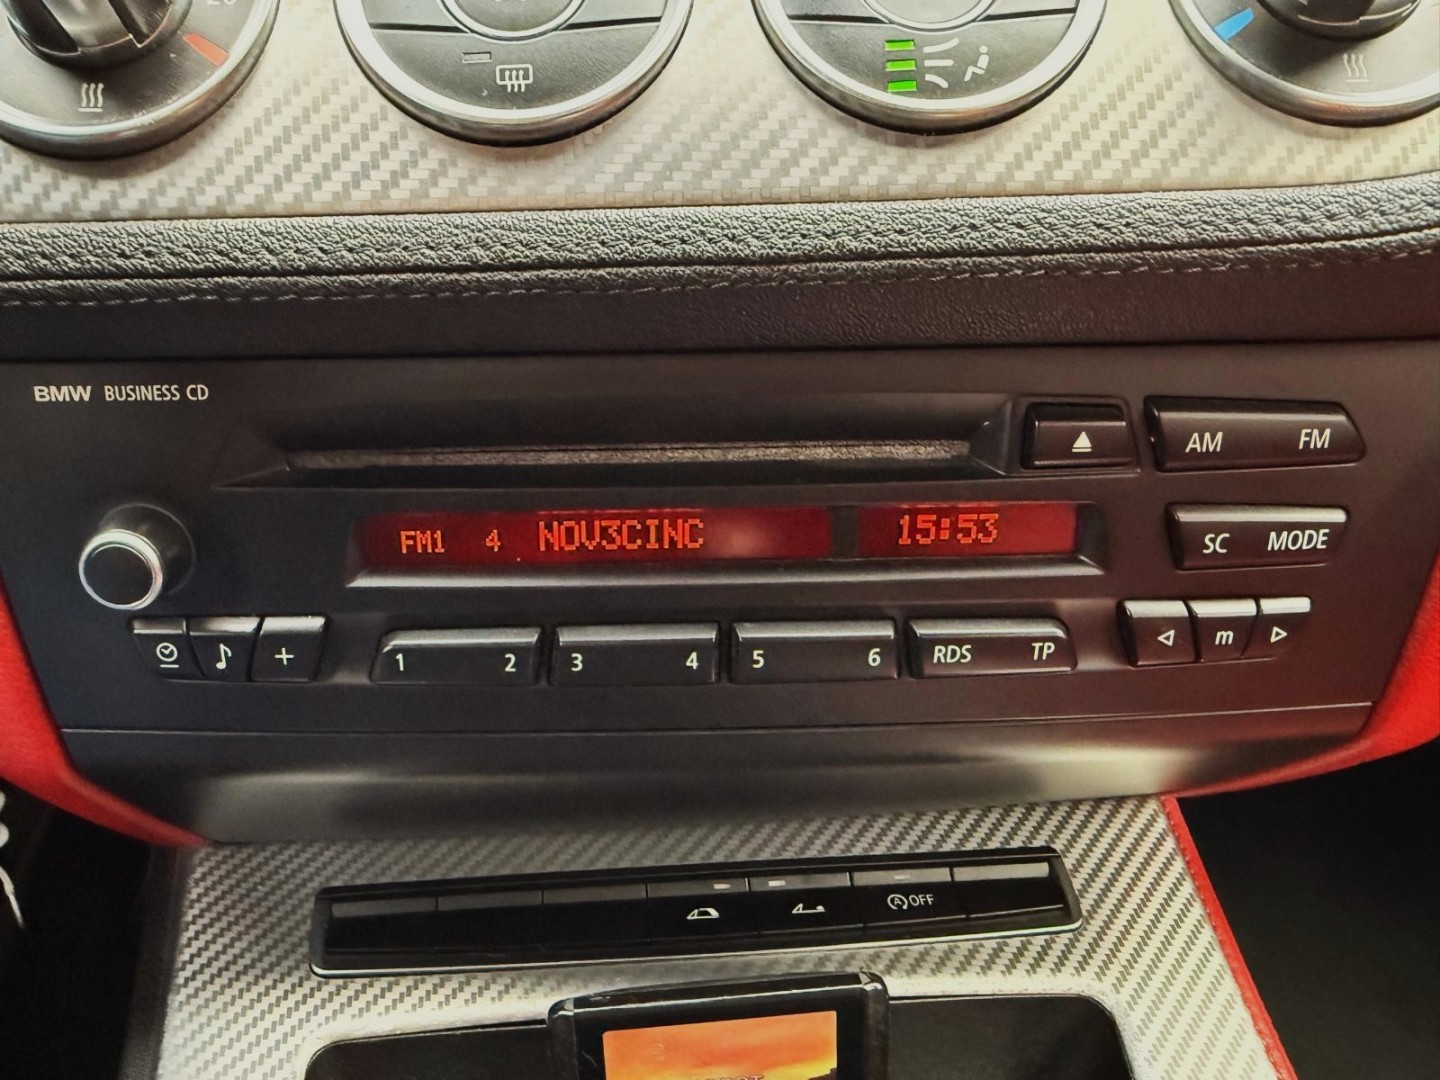 BMW BUSINESS CD
AM FM
FM1 4 NOV3CINC 15:53
SC MODE
1 2 3 4 5 6 RDS TP m
A OFF